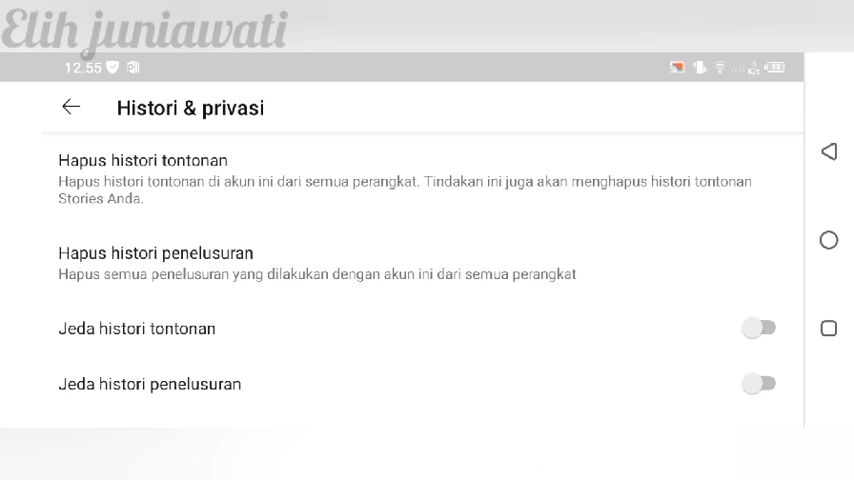 Elih juniawati
12.55
Histori & privasi
Hapus histori tontonan
Hapus histori tontonan di akun ini dari semua perangkat. Tindakan ini juga akan menghapus histori tontonan
Stories Anda.
Hapus histori penelusuran
Hapus semua penelusuran yang dilakukan dengan akun ini dari semua perangkat
Jeda histori tontonan
Jeda histori penelusuran